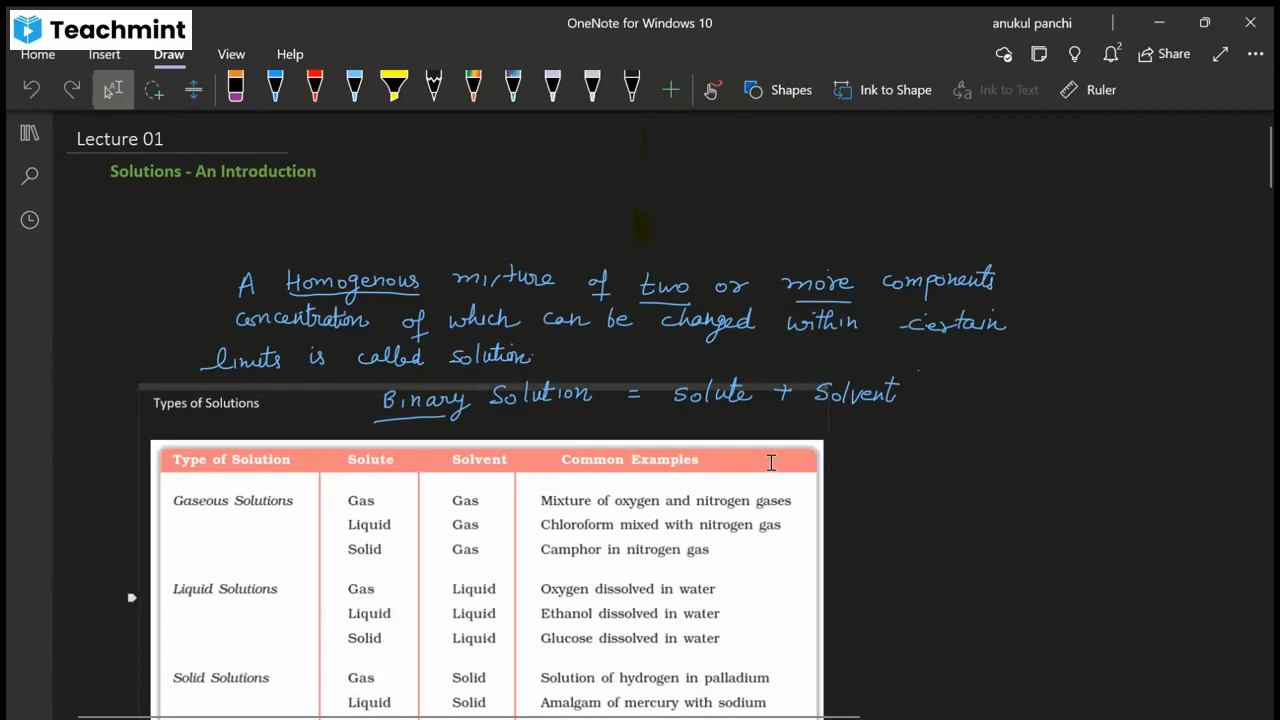 Teachmint
OneNote for Windows 10
anukul panchi
Home Insert Draw View Help
2 Share
Shapes Ink to Shape Ink to Text Ruler
Lecture 01
Solutions - An Introduction
A Homogenous mixture of two or more components
concentration of which can be changed within certain
limits is called solution.
Binary Solution = solute + Solvent
Types of Solutions
Type of Solution Solute Solvent Common Examples
Gaseous Solutions Gas Gas Mixture of oxygen and nitrogen gases
Liquid Gas Chloroform mixed with nitrogen gas
Solid Gas Camphor in nitrogen gas
Liquid Solutions Gas Liquid Oxygen dissolved in water
Liquid Liquid Ethanol dissolved in water
Solid Liquid Glucose dissolved in water
Solid Solutions Gas Solid Solution of hydrogen in palladium
Liquid Solid Amalgam of mercury with sodium